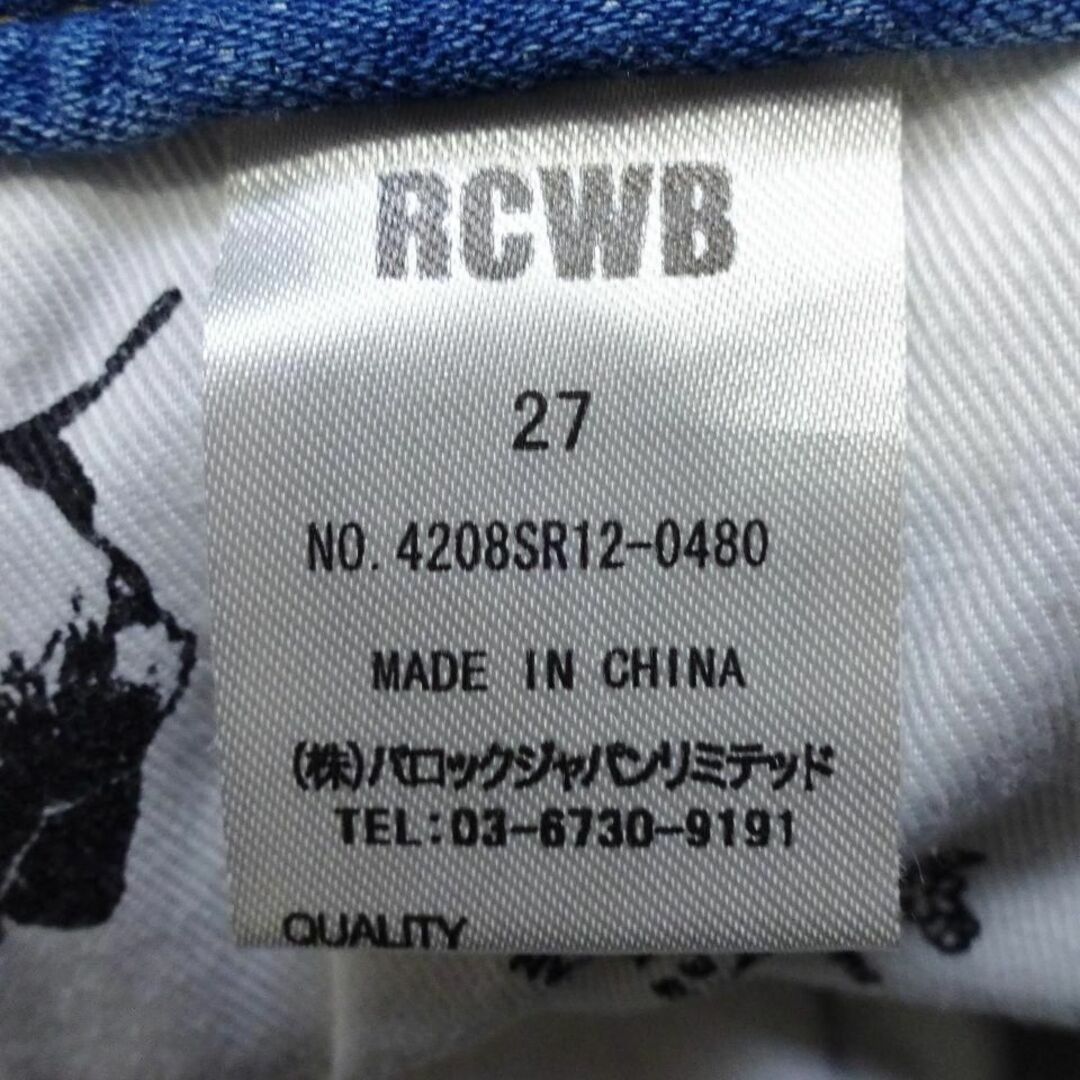 RCWB
27
NO. 4208SR12-0480
MADE IN CHINA
(株)バロックジャパンリミテッド
TEL:03-6730-9191
QUALITY